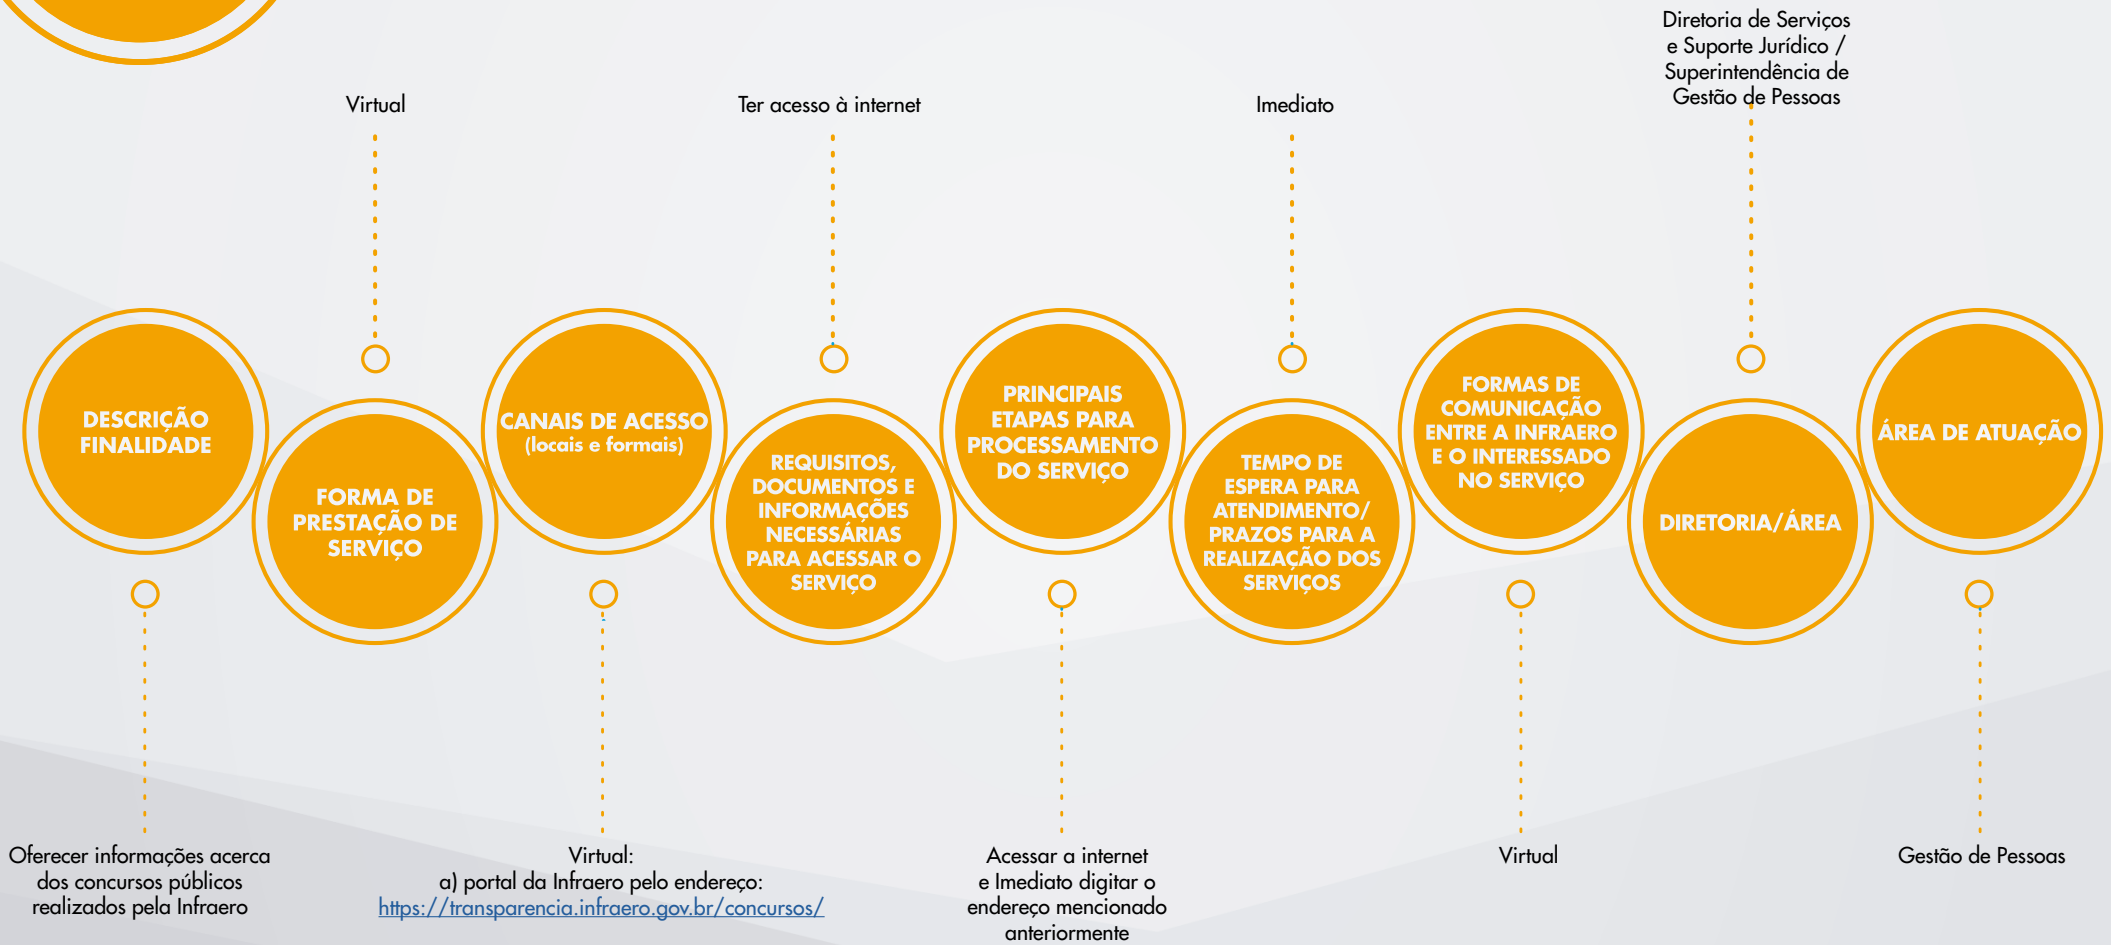 Diretoria de Serviços
e Suporte Jurídico /
Superintendência de
Gestão de Pessoas
Virtual
Ter acesso à internet
Imediato
DESCRIÇÃO
FINALIDADE
FORMA DE
PRESTAÇÃO DE
SERVIÇO
CANAIS DE ACESSO
(locais e formais)
REQUISITOS,
DOCUMENTOS E
INFORMAÇÕES
NECESSÁRIAS
PARA ACESSAR O
SERVIÇO
PRINCIPAIS
ETAPAS PARA
PROCESSAMENTO
DO SERVIÇO
TEMPO DE
ESPERA PARA
ATENDIMENTO/
PRAZOS PARA A
REALIZAÇÃO DOS
SERVIÇOS
FORMAS DE
COMUNICAÇÃO
ENTRE A INFRAERO
E O INTERESSADO
NO SERVIÇO
DIRETORIA/ÁREA
ÁREA DE ATUAÇÃO
Oferecer informações acerca
dos concursos públicos
realizados pela Infraero
Virtual:
a) portal da Infraero pelo endereço:
https://transparencia.infraero.gov.br/concursos/
Acessar a internet
e Imediato digitar o
endereço mencionado
anteriormente
Virtual
Gestão de Pessoas